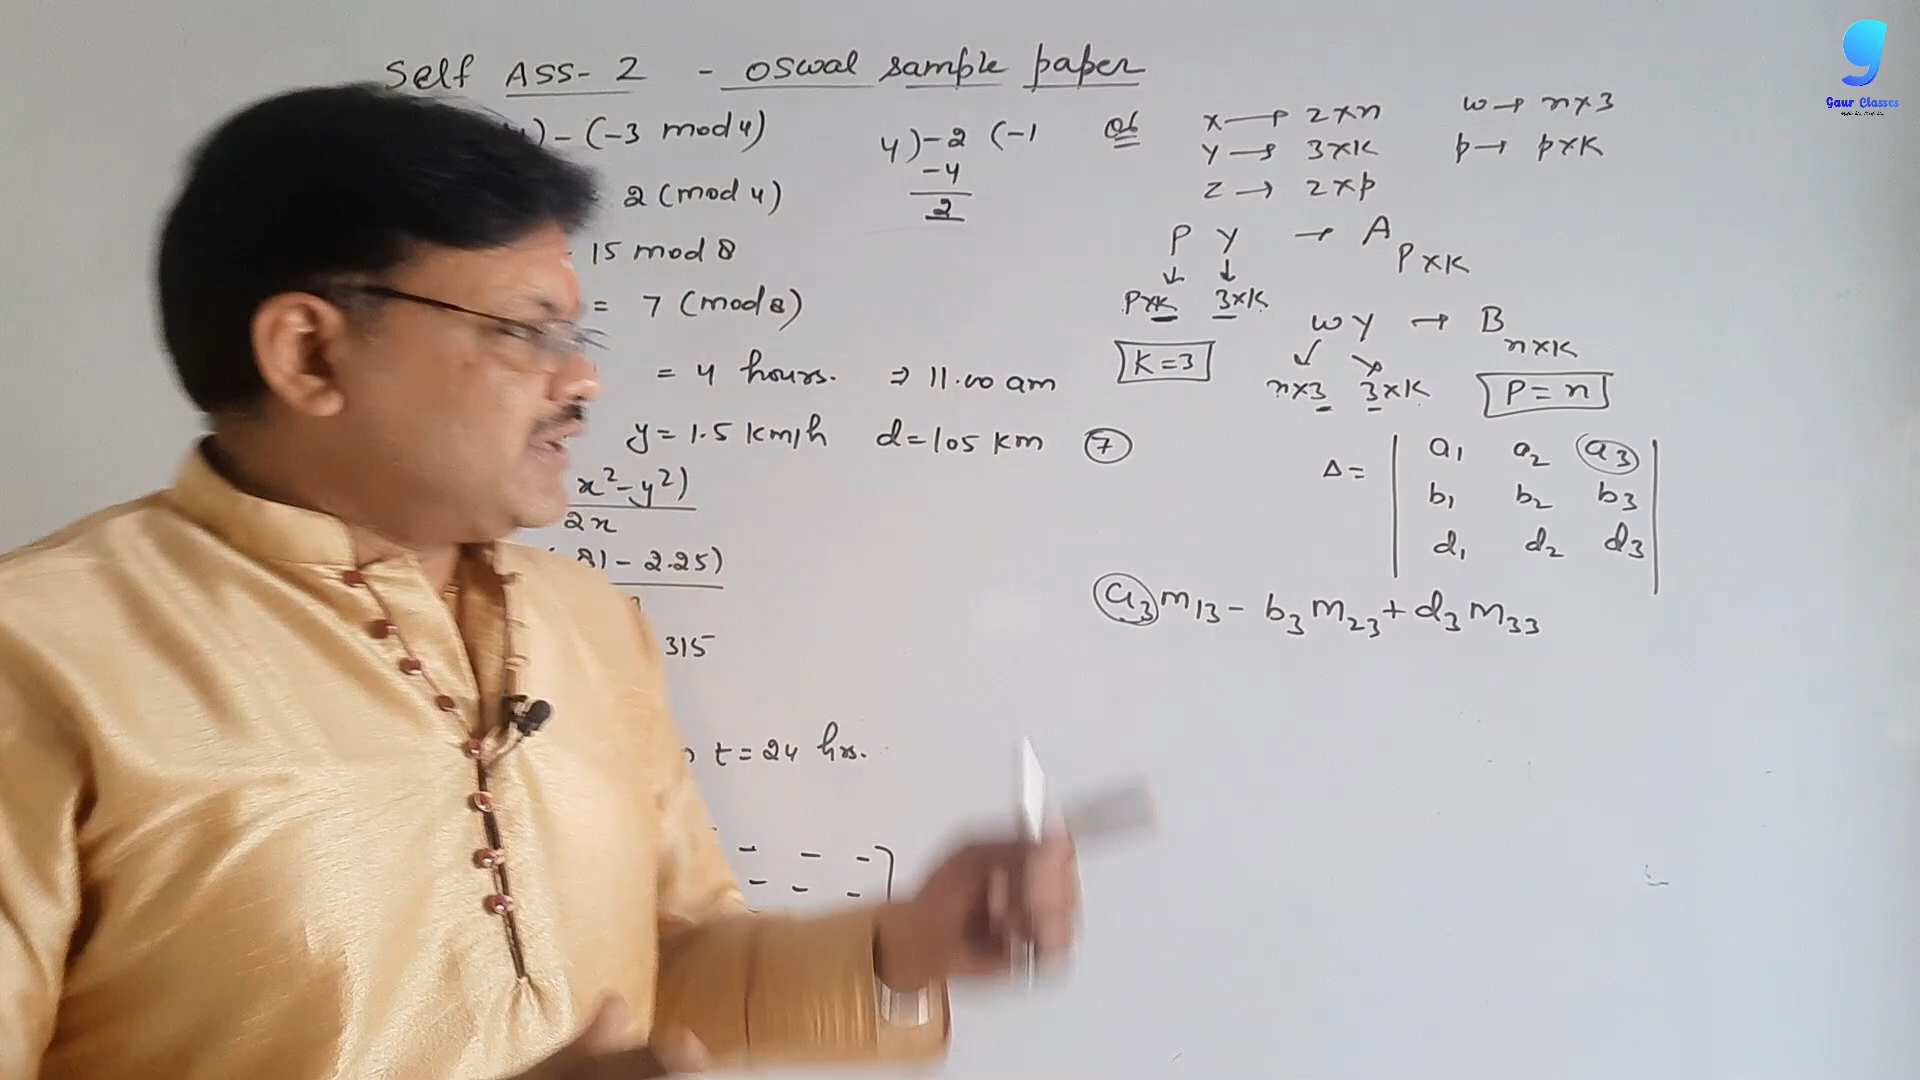 Self Ass-2 - Oswal sample paper
)-(-3 mod 4)
2 (mod 4)
15 mod 8
= 7 (mod 8)
= 4 hours. ⇒ 11.00 am
y = 1.5 km/h d = 105 km
x²-y²)
2x
81 - 2.25)
315
t = 24 hrs.
4)-2(-1
-4
2
Q6
x → 2×n w → n×3
y → 3×k p → p×k
z → 2×p
P Y → A P×K
P×K 3×K
WY → B n×k
K=3
n×3 3×K
P = n
7
Δ = | a₁ a₂ a₃ |
b₁ b₂ b₃
d₁ d₂ d₃
a₃ m₁₃ - b₃ m₂₃ + d₃ m₃₃
Gaur Classes